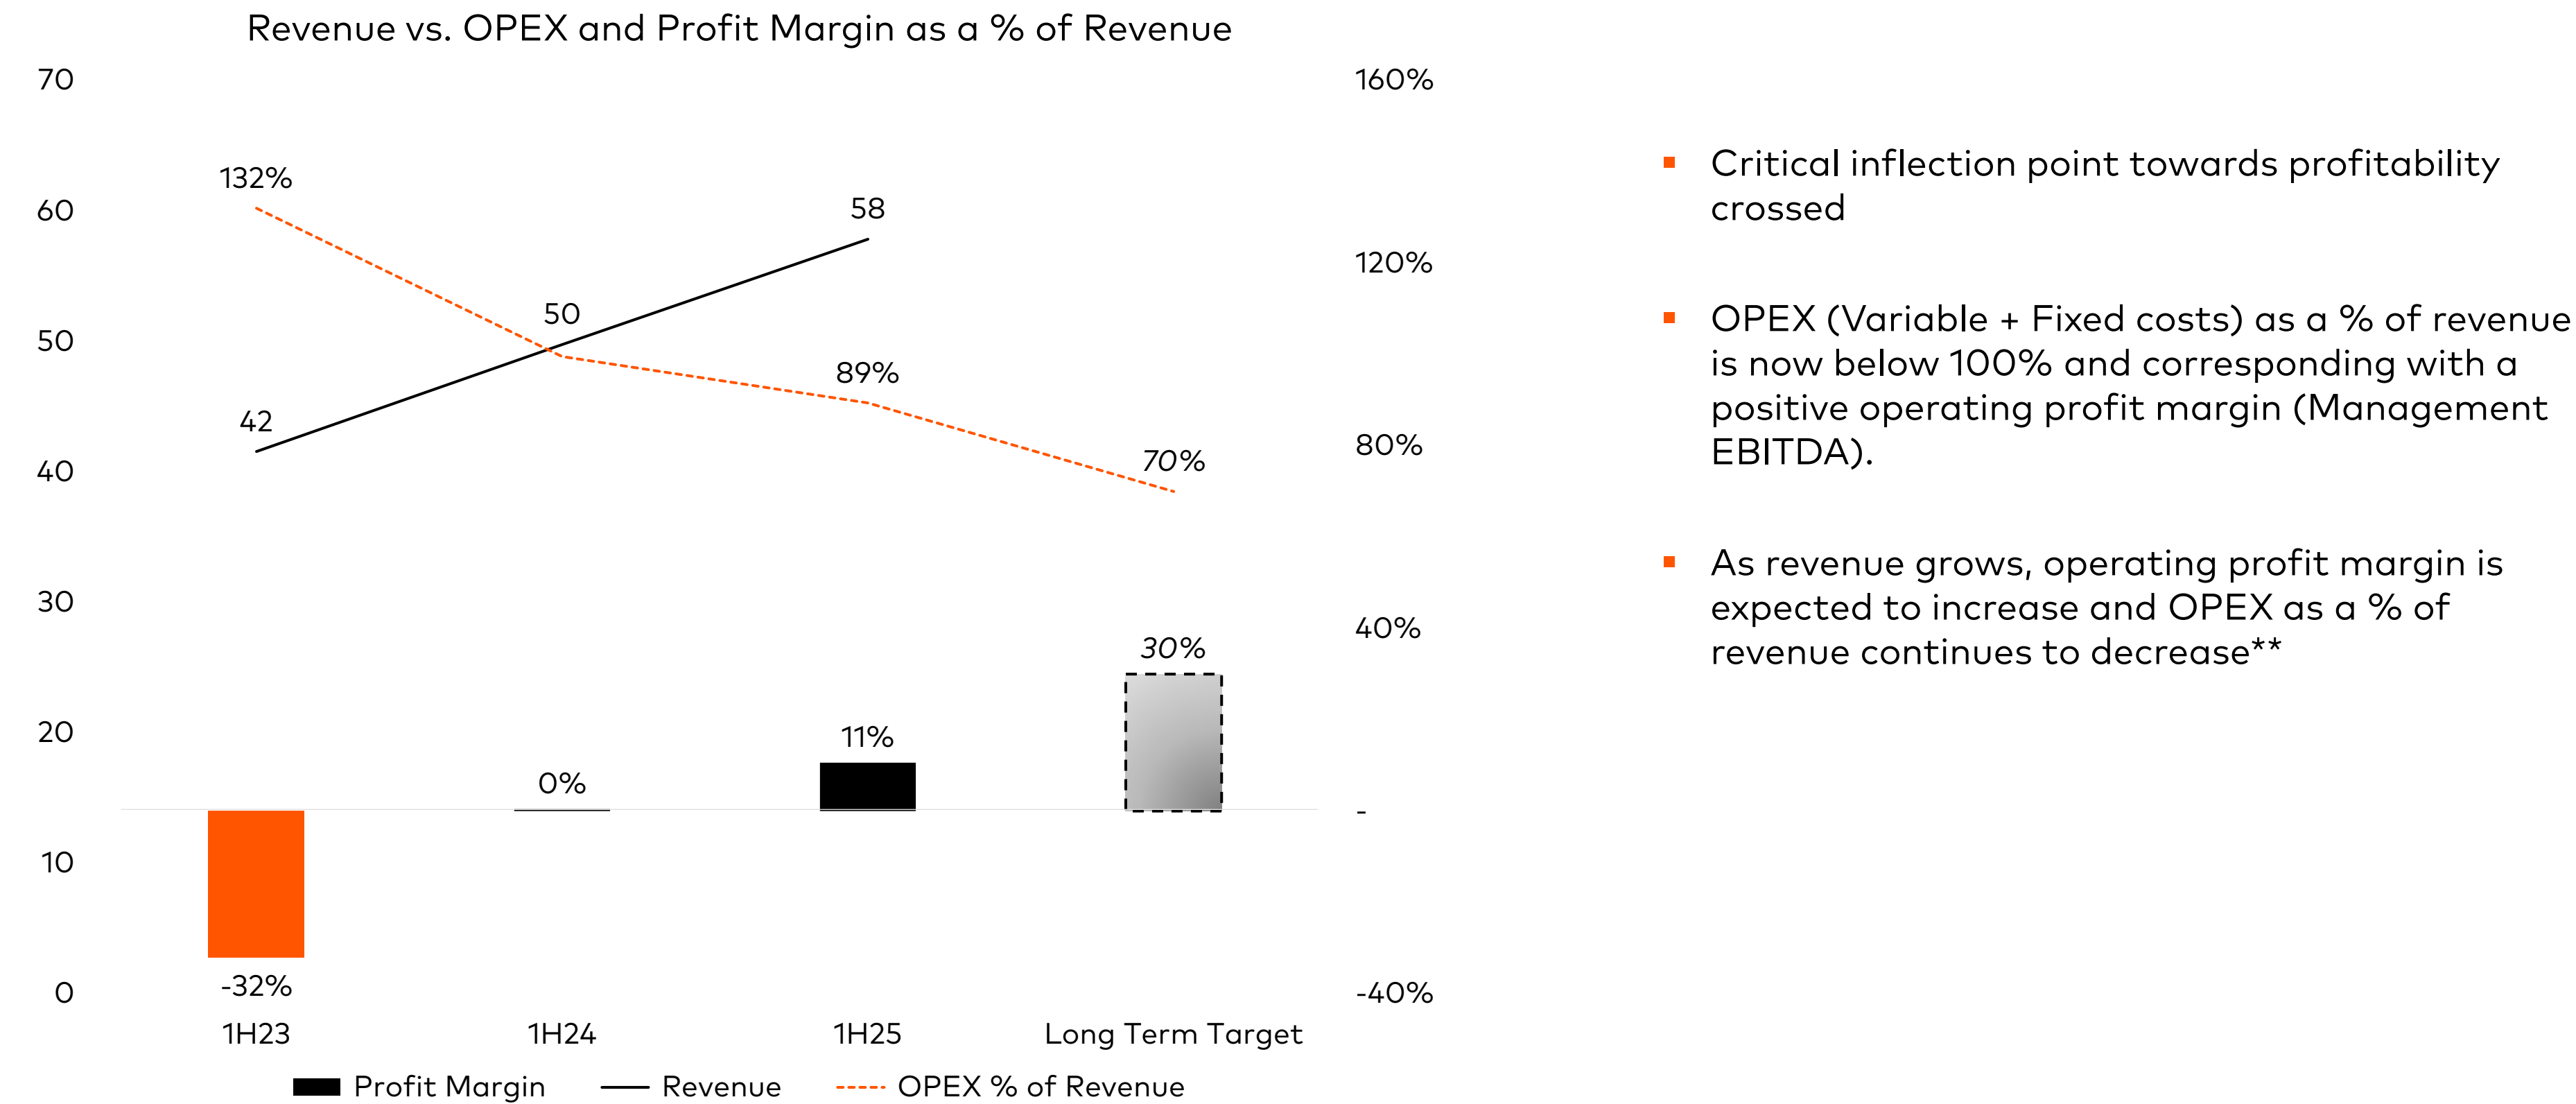 Revenue vs. OPEX and Profit Margin as a % of Revenue
70
60
50
40
30
20
10
0
160%
120%
80%
40%
-
-40%
132%
89%
70%
42
50
58
-32%
0%
11%
30%
1H23
1H24
1H25
Long Term Target
Profit Margin
Revenue
OPEX % of Revenue
▪ Critical inflection point towards profitability
crossed
▪ OPEX (Variable + Fixed costs) as a % of revenue
is now below 100% and corresponding with a
positive operating profit margin (Management
EBITDA).
▪ As revenue grows, operating profit margin is
expected to increase and OPEX as a % of
revenue continues to decrease**